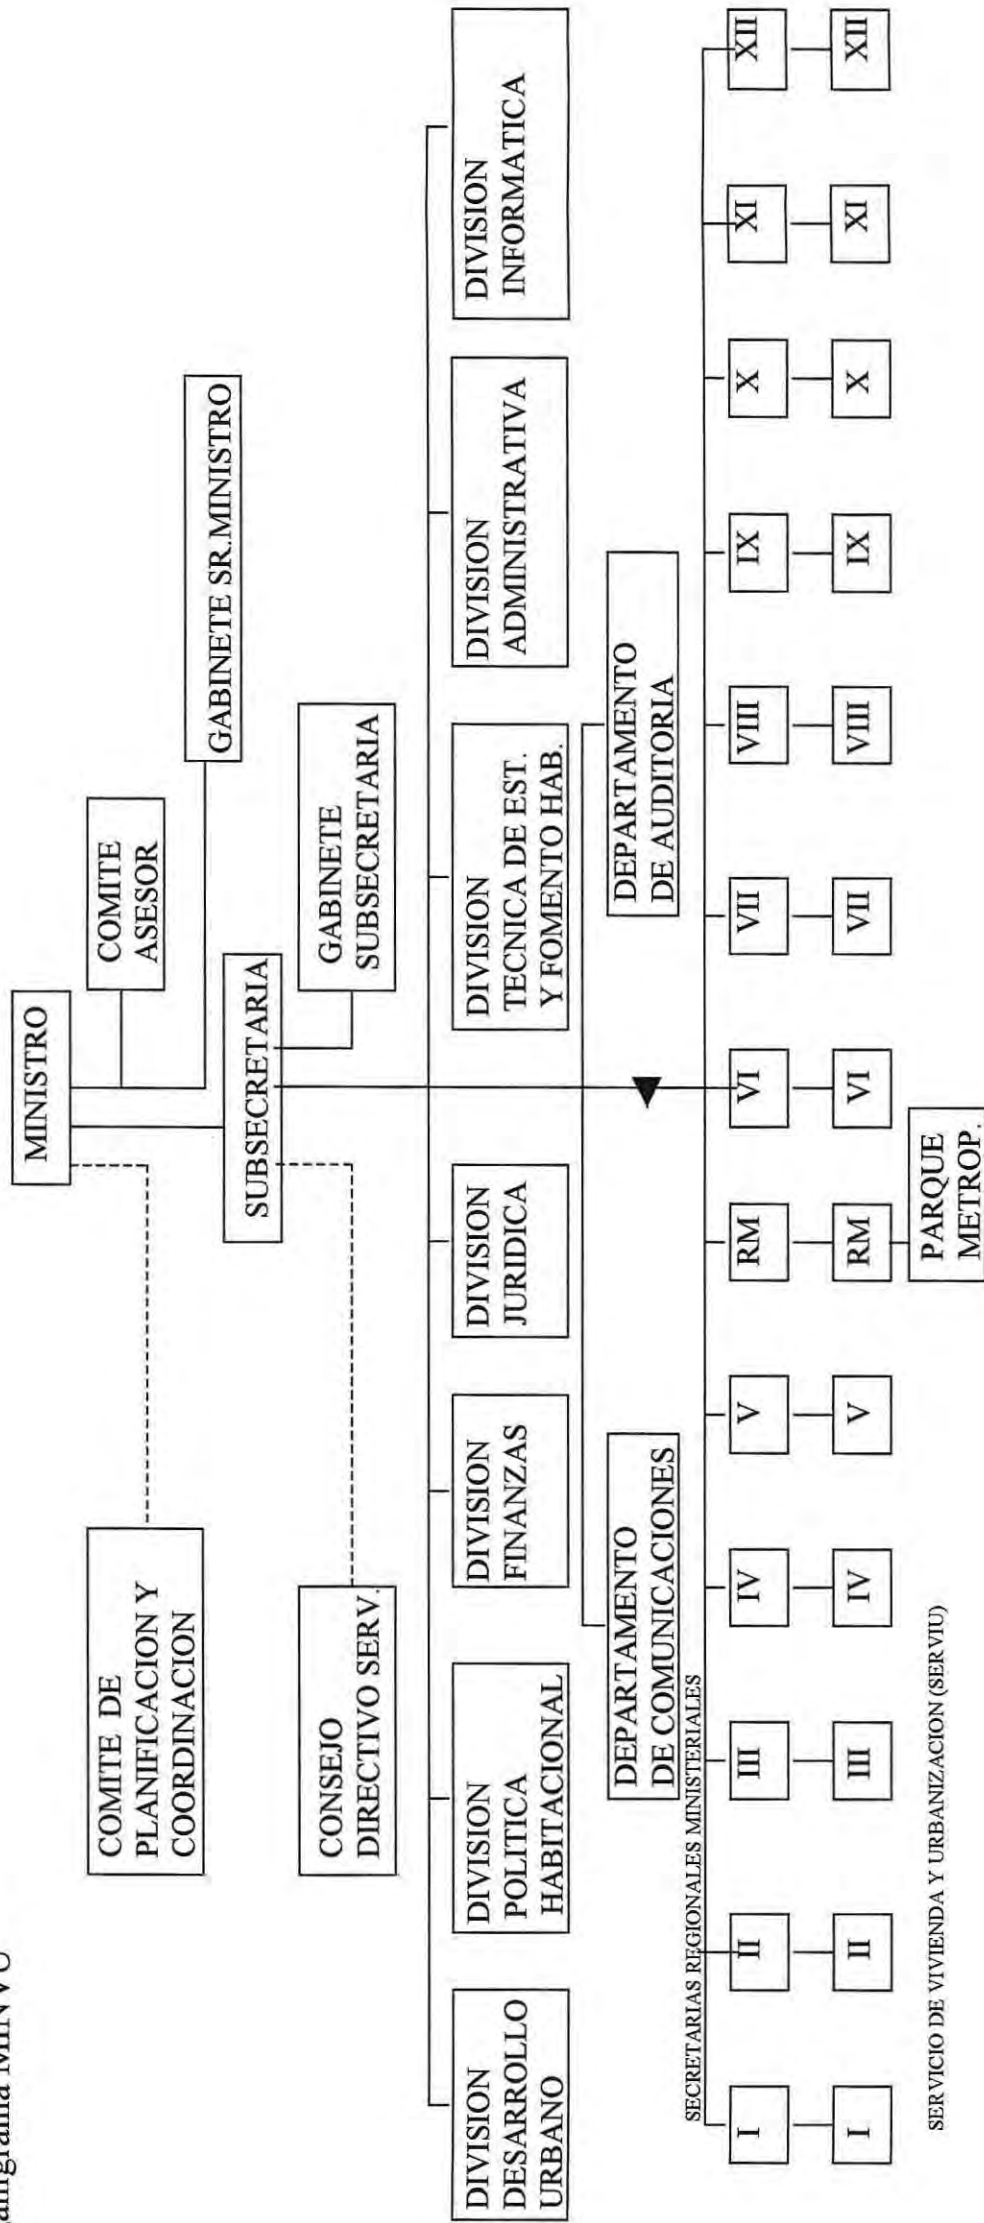 anigrama MINVU
MINISTRO
COMITE
ASESOR
GABINETE SR.MINISTRO
COMITE DE
PLANIFICACION Y
COORDINACION
SUBSECRETARIA
GABINETE
SUBSECRETARIA
CONSEJO
DIRECTIVO SERV.
DIVISION
DESARROLLO
URBANO
DIVISION
POLITICA
HABITACIONAL
DIVISION
FINANZAS
DIVISION
JURIDICA
DIVISION
TECNICA DE EST.
Y FOMENTO HAB.
DIVISION
ADMINISTRATIVA
DIVISION
INFORMATICA
DEPARTAMENTO
DE COMUNICACIONES
DEPARTAMENTO
DE AUDITORIA
SECRETARIAS REGIONALES MINISTERIALES
I II III IV V RM VI VII VIII IX X XI XII
I II III IV V RM VI VII VIII IX X XI XII
PARQUE
METROP.
SERVICIO DE VIVIENDA Y URBANIZACION (SERVIU)